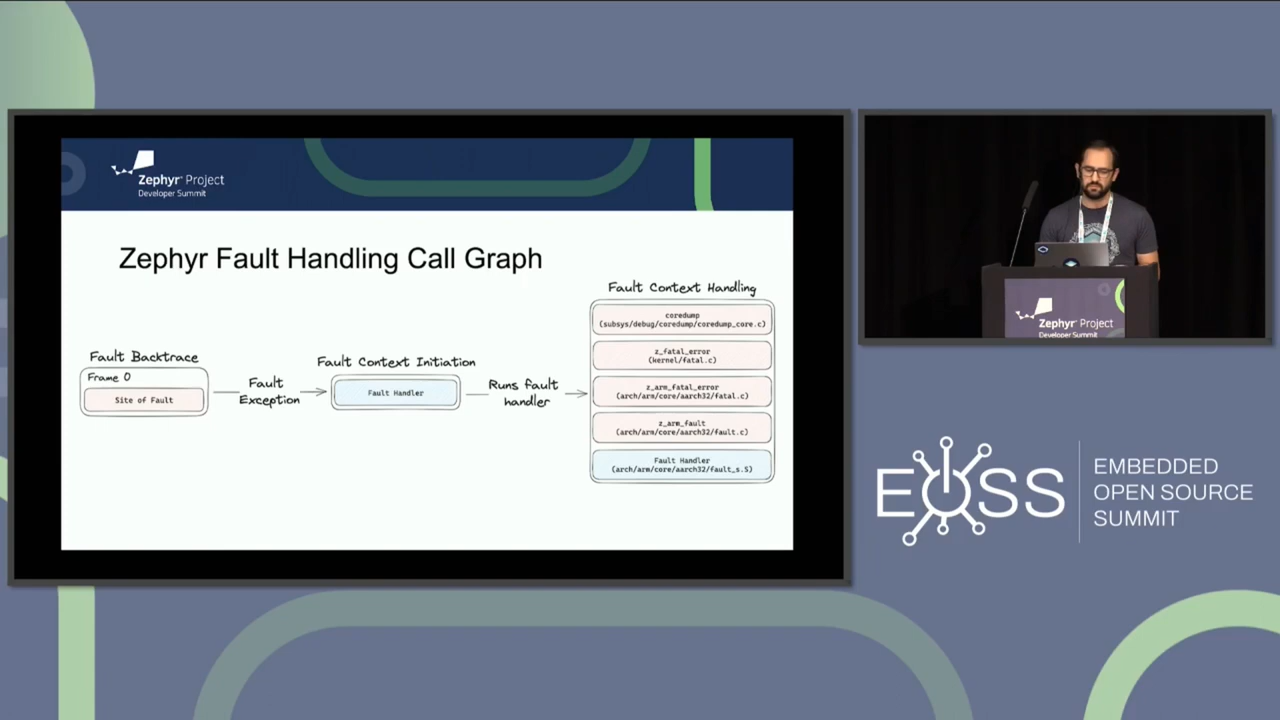 Zephyr® Project
Developer Summit
Zephyr Fault Handling Call Graph
Fault Context Handling
coredump
(subsys/debug/coredump/coredump_core.c)
z_fatal_error
(kernel/fatal.c)
z_arm_fatal_error
(arch/arm/core/aarch32/fatal.c)
z_arm_fault
(arch/arm/core/aarch32/fault.c)
Fault Handler
(arch/arm/core/aarch32/fault_s.S)
Fault Backtrace
Frame 0
Site of Fault
Fault
Exception
Fault Context Initiation
Fault Handler
Runs fault
handler
Zephyr® Project
Developer Summit
EOSS
EMBEDDED
OPEN SOURCE
SUMMIT